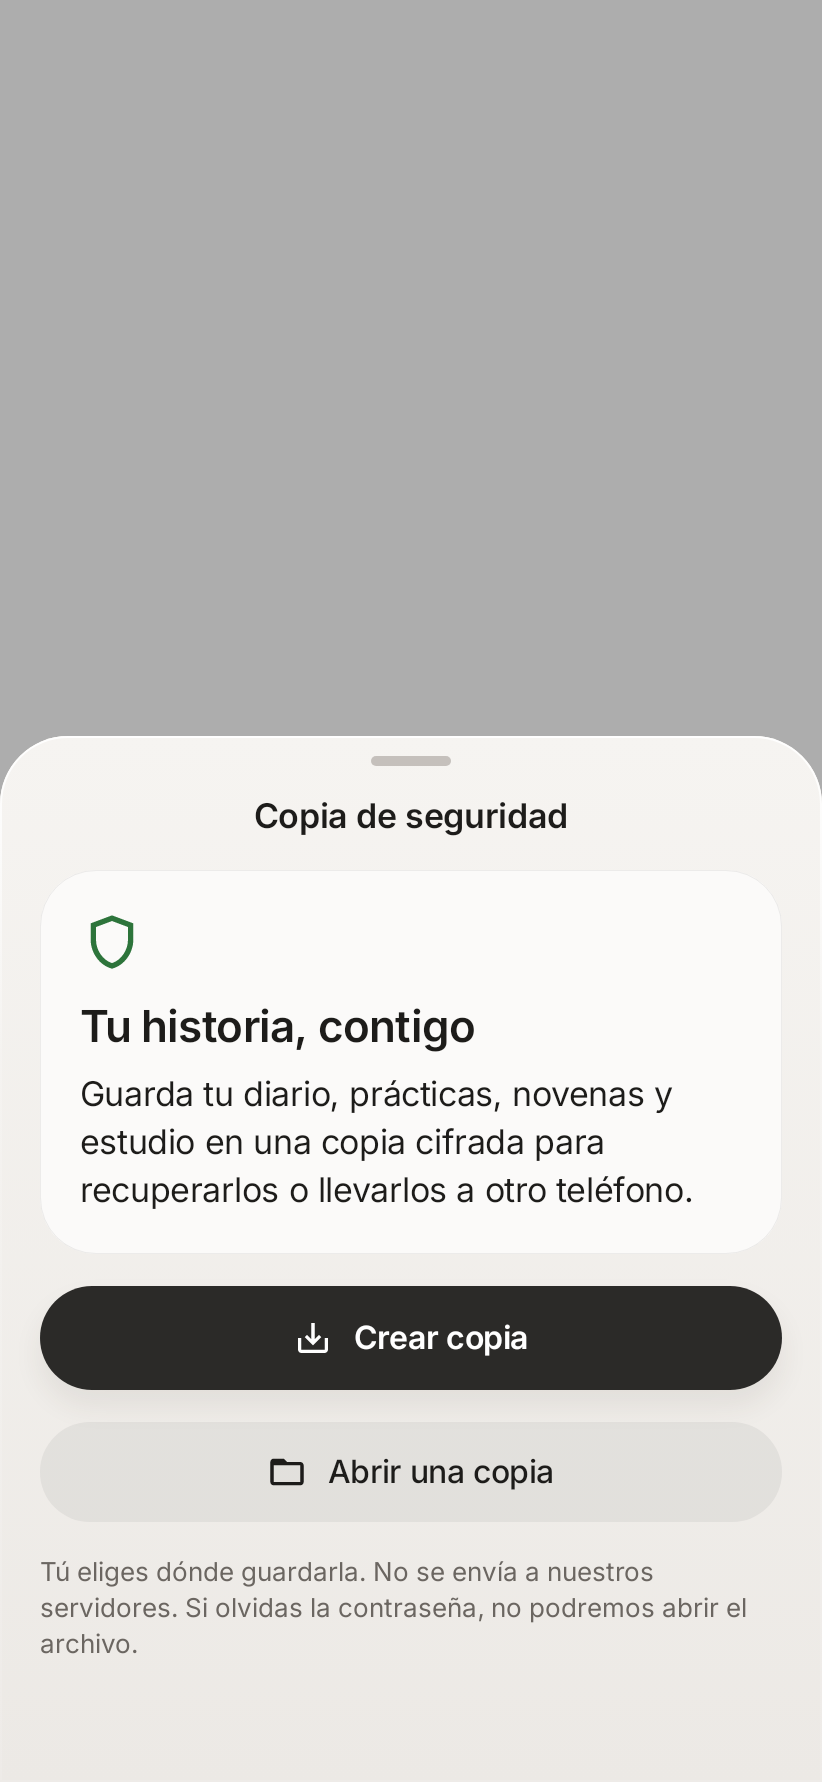 Copia de seguridad
Tu historia, contigo
Guarda tu diario, prácticas, novenas y
estudio en una copia cifrada para
recuperarlos o llevarlos a otro teléfono.
Crear copia
Abrir una copia
Tú eliges dónde guardarla. No se envía a nuestros
servidores. Si olvidas la contraseña, no podremos abrir el
archivo.